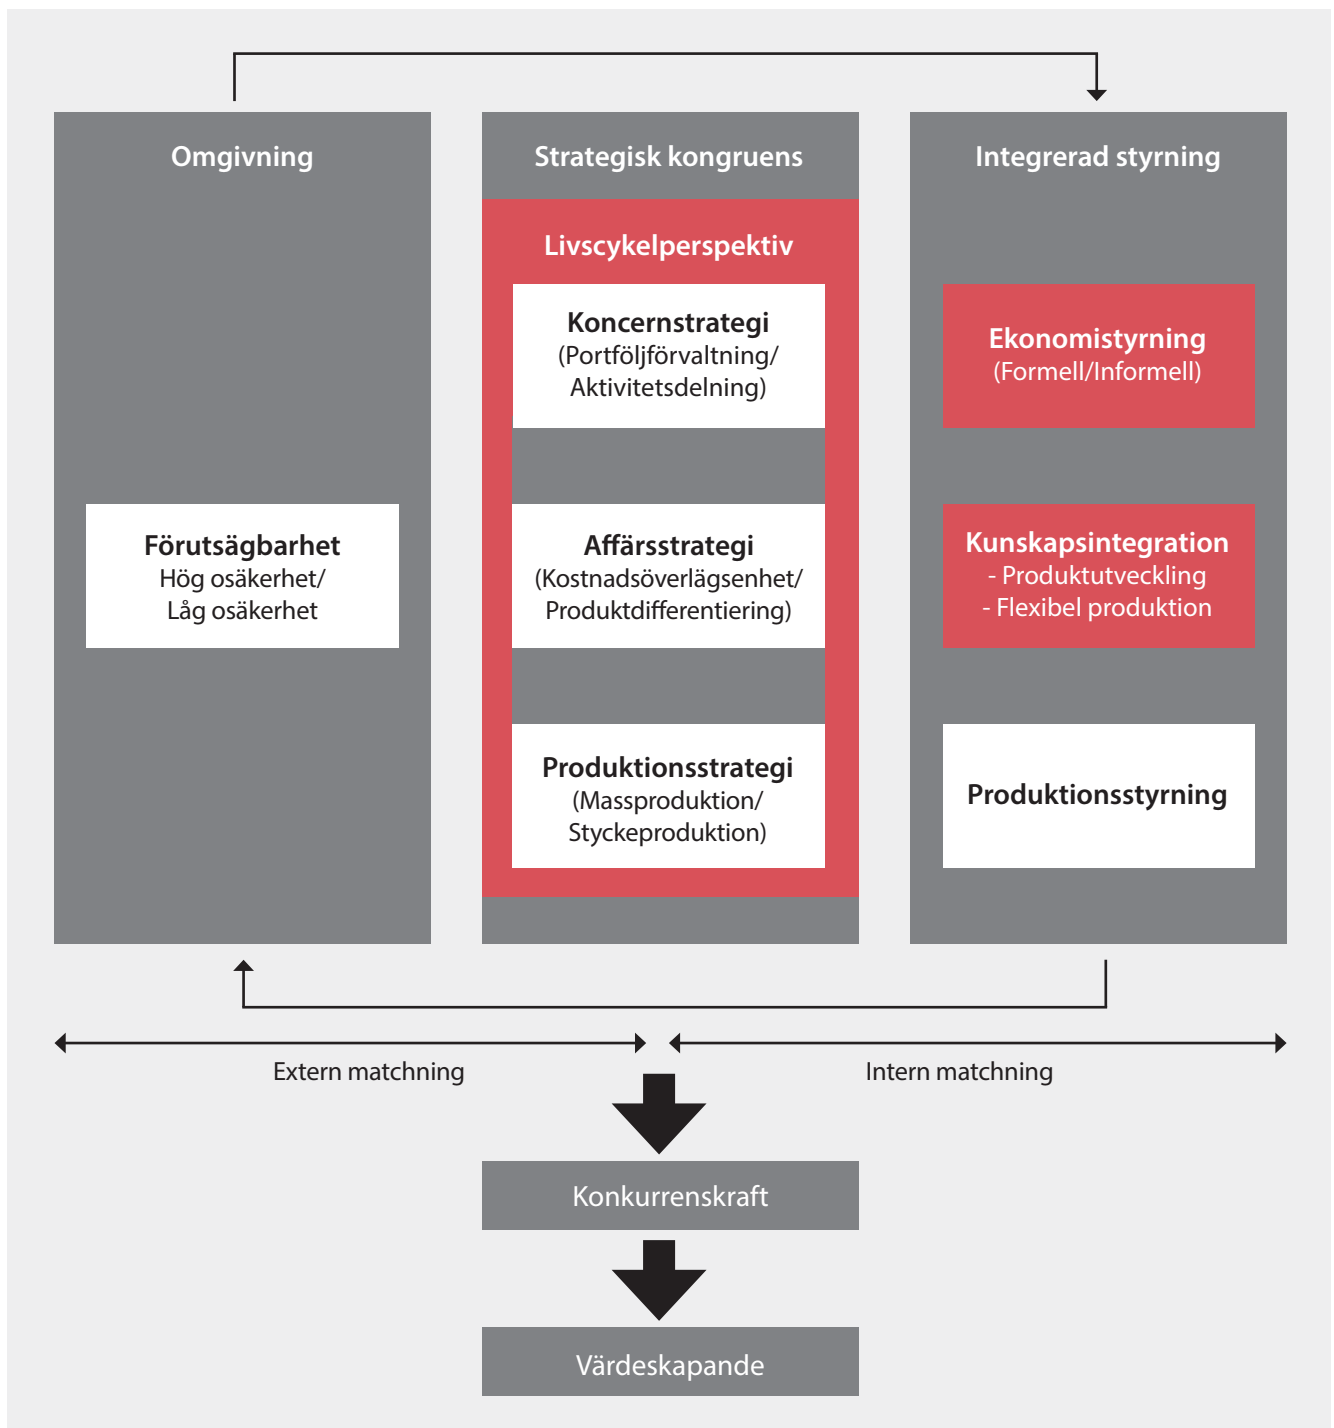 Omgivning
Förutsägbarhet
Hög osäkerhet/
Låg osäkerhet
Strategisk kongruens
Livscykelperspektiv
Koncernstrategi
(Portföljförvaltning/
Aktivitetsdelning)
Affärsstrategi
(Kostnadsöverlägsenhet/
Produktdifferentiering)
Produktionsstrategi
(Massproduktion/
Styckeproduktion)
Integrerad styrning
Ekonomistyrning
(Formell/Informell)
Kunskapsintegration
- Produktutveckling
- Flexibel produktion
Produktionsstyrning
Extern matchning
Intern matchning
Konkurrenskraft
Värdeskapande